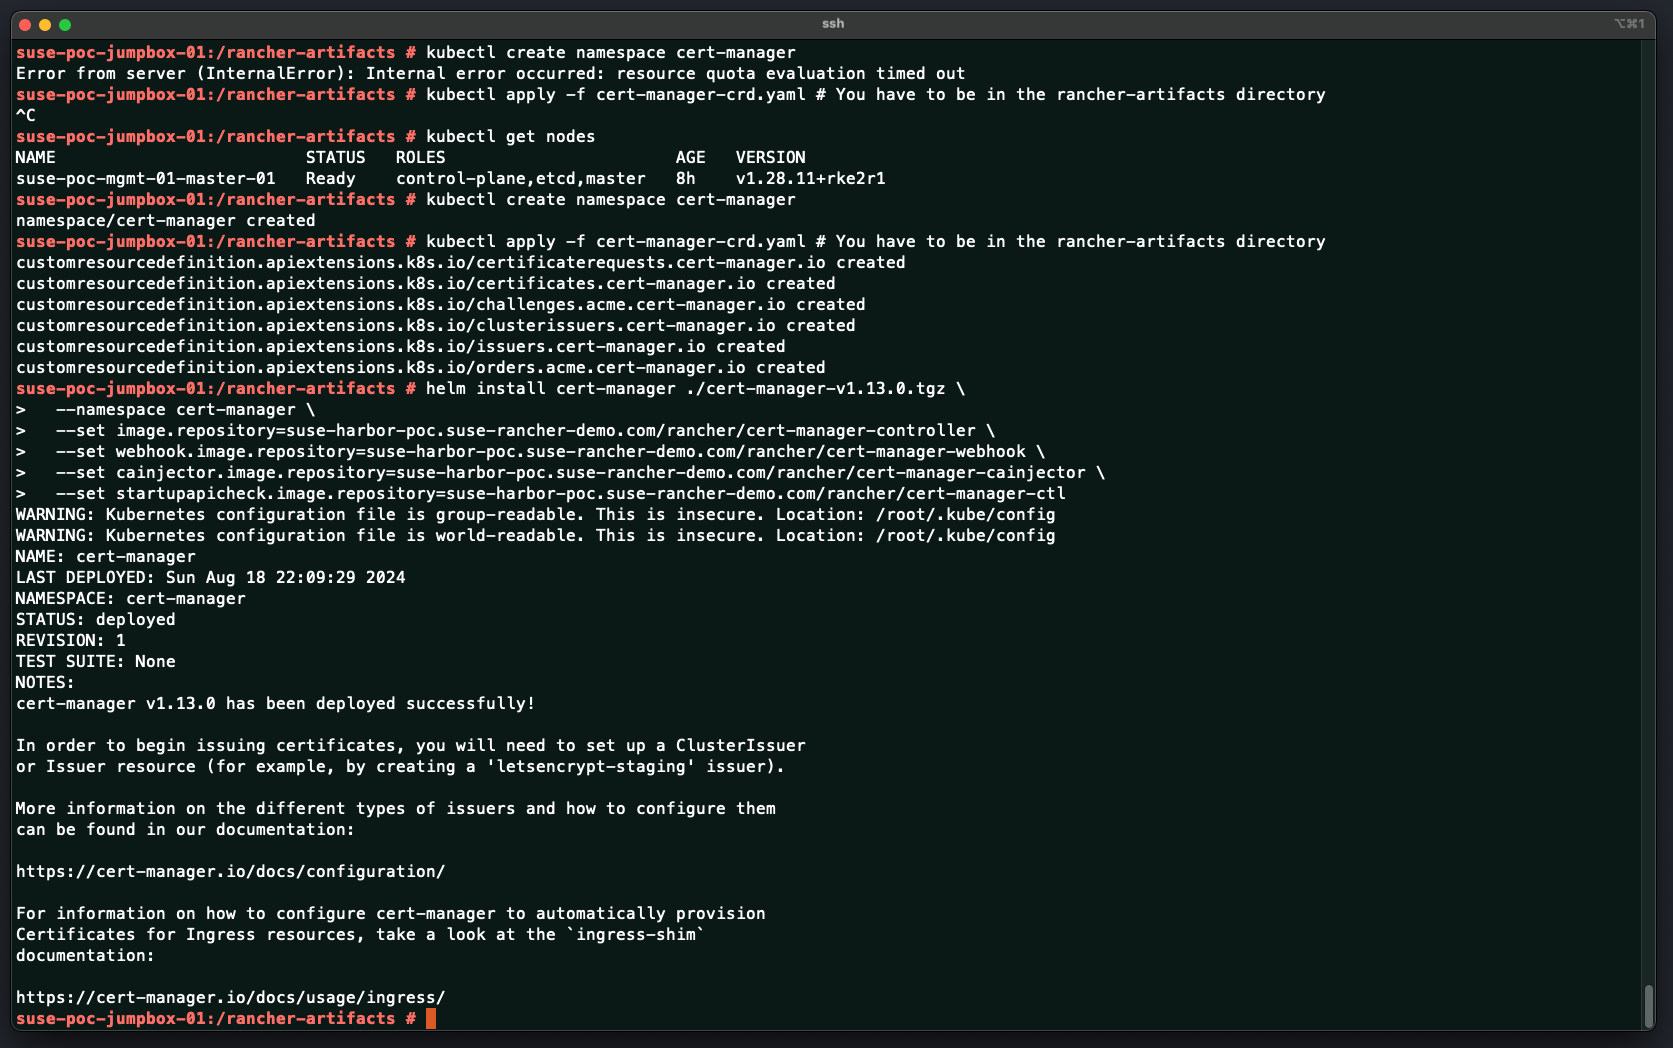 ssh
⌥⌘1
suse-poc-jumpbox-01:/rancher-artifacts # kubectl create namespace cert-manager
Error from server (InternalError): Internal error occurred: resource quota evaluation timed out
suse-poc-jumpbox-01:/rancher-artifacts # kubectl apply -f cert-manager-crd.yaml # You have to be in the rancher-artifacts directory
^C
suse-poc-jumpbox-01:/rancher-artifacts # kubectl get nodes
NAME                         STATUS   ROLES                       AGE   VERSION
suse-poc-mgmt-01-master-01   Ready    control-plane,etcd,master   8h    v1.28.11+rke2r1
suse-poc-jumpbox-01:/rancher-artifacts # kubectl create namespace cert-manager
namespace/cert-manager created
suse-poc-jumpbox-01:/rancher-artifacts # kubectl apply -f cert-manager-crd.yaml # You have to be in the rancher-artifacts directory
customresourcedefinition.apiextensions.k8s.io/certificaterequests.cert-manager.io created
customresourcedefinition.apiextensions.k8s.io/certificates.cert-manager.io created
customresourcedefinition.apiextensions.k8s.io/challenges.acme.cert-manager.io created
customresourcedefinition.apiextensions.k8s.io/clusterissuers.cert-manager.io created
customresourcedefinition.apiextensions.k8s.io/issuers.cert-manager.io created
customresourcedefinition.apiextensions.k8s.io/orders.acme.cert-manager.io created
suse-poc-jumpbox-01:/rancher-artifacts # helm install cert-manager ./cert-manager-v1.13.0.tgz \
>   --namespace cert-manager \
>   --set image.repository=suse-harbor-poc.suse-rancher-demo.com/rancher/cert-manager-controller \
>   --set webhook.image.repository=suse-harbor-poc.suse-rancher-demo.com/rancher/cert-manager-webhook \
>   --set cainjector.image.repository=suse-harbor-poc.suse-rancher-demo.com/rancher/cert-manager-cainjector \
>   --set startupapicheck.image.repository=suse-harbor-poc.suse-rancher-demo.com/rancher/cert-manager-ctl
WARNING: Kubernetes configuration file is group-readable. This is insecure. Location: /root/.kube/config
WARNING: Kubernetes configuration file is world-readable. This is insecure. Location: /root/.kube/config
NAME: cert-manager
LAST DEPLOYED: Sun Aug 18 22:09:29 2024
NAMESPACE: cert-manager
STATUS: deployed
REVISION: 1
TEST SUITE: None
NOTES:
cert-manager v1.13.0 has been deployed successfully!

In order to begin issuing certificates, you will need to set up a ClusterIssuer
or Issuer resource (for example, by creating a 'letsencrypt-staging' issuer).

More information on the different types of issuers and how to configure them
can be found in our documentation:

https://cert-manager.io/docs/configuration/

For information on how to configure cert-manager to automatically provision
Certificates for Ingress resources, take a look at the `ingress-shim`
documentation:

https://cert-manager.io/docs/usage/ingress/
suse-poc-jumpbox-01:/rancher-artifacts #